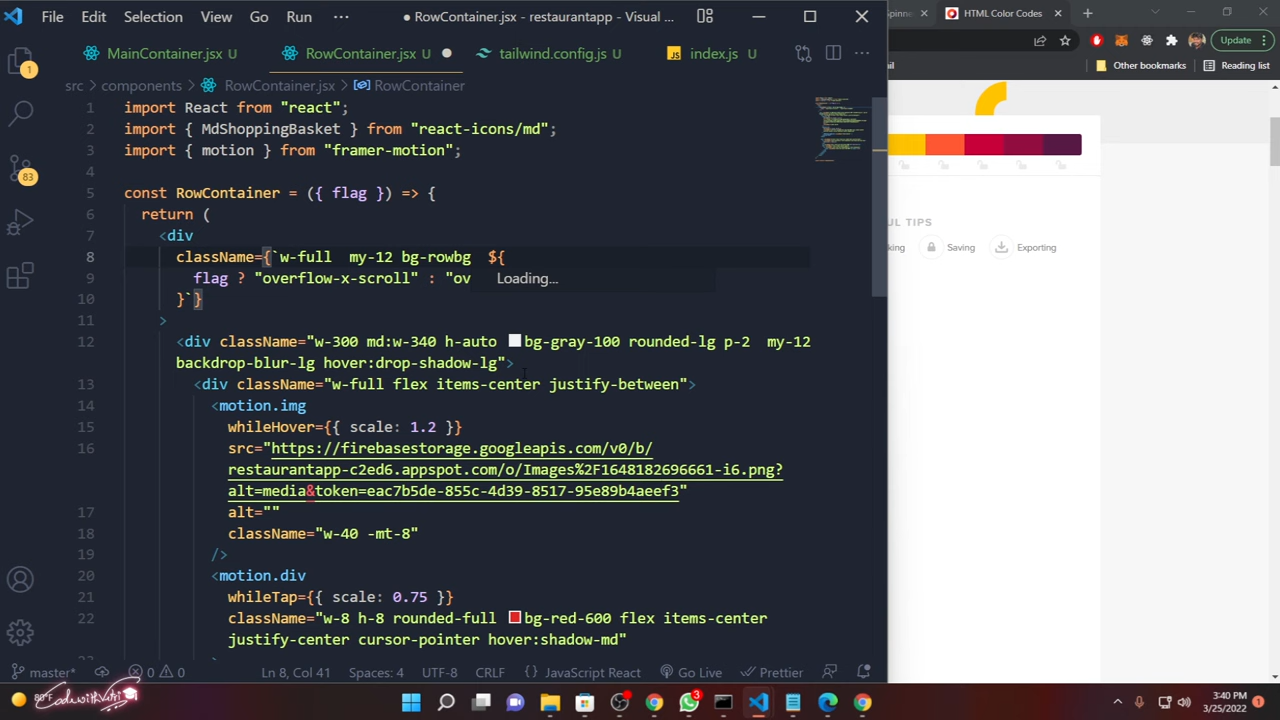 File Edit Selection View Go Run ··· ● RowContainer.jsx - restaurantapp - Visual ...
HTML Color Codes
Update
MainContainer.jsx U
RowContainer.jsx U
tailwind.config.js U
JS index.js U
Other bookmarks
Reading list
src > components > RowContainer.jsx > RowContainer
1 import React from "react";
2 import { MdShoppingBasket } from "react-icons/md";
3 import { motion } from "framer-motion";
4
5 const RowContainer = ({ flag }) => {
6 return (
7 <div
8 className={`w-full  my-12 bg-rowbg  ${
9 flag ? "overflow-x-scroll" : "ov
Loading...
10 }`}
11 >
12 <div className="w-300 md:w-340 h-auto bg-gray-100 rounded-lg p-2  my-12
backdrop-blur-lg hover:drop-shadow-lg">
13 <div className="w-full flex items-center justify-between">
14 <motion.img
15 whileHover={{ scale: 1.2 }}
16 src="https://firebasestorage.googleapis.com/v0/b/
restaurantapp-c2ed6.appspot.com/o/Images%2F1648182696661-i6.png?
alt=media&token=eac7b5de-855c-4d39-8517-95e89b4aeef3"
17 alt=""
18 className="w-40 -mt-8"
19 />
20 <motion.div
21 whileTap={{ scale: 0.75 }}
22 className="w-8 h-8 rounded-full bg-red-600 flex items-center
justify-center cursor-pointer hover:shadow-md"
1
83
UL TIPS
Saving
Exporting
master* 0 0 Ln 8, Col 41 Spaces: 4 UTF-8 CRLF {} JavaScript React Go Live Prettier
80°F
3
3:40 PM
3/25/2022
1